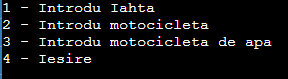 1 - Introdu Iahta
2 - Introdu motocicleta
3 - Introdu motocicleta de apa
4 - Iesire